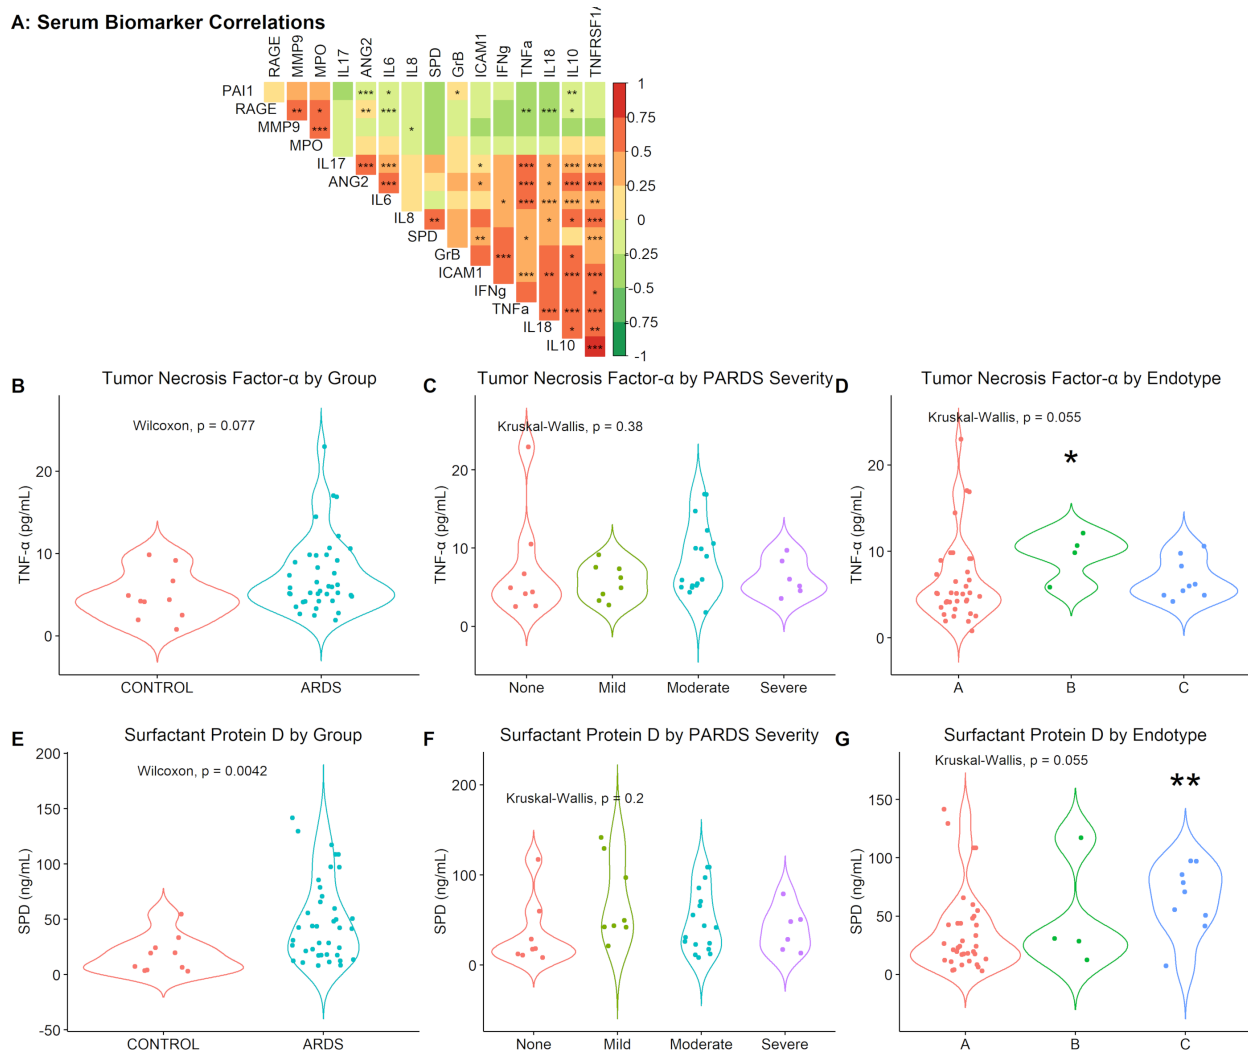 A: Serum Biomarker Correlations
RAGE
MMP9
MPO
IL17
ANG2
IL6
IL8
SPD
GrB
ICAM1
IFNg
TNFa
IL18
IL10
TNFRSF1A
PAI1 *** * * **
RAGE ** * ** *** ** *** *
MMP9 *** *
MPO
IL17 *** *** * *** * *** ***
ANG2 *** * *** * *** ***
IL6 * *** *** *** **
IL8 ** * * ***
SPD ** * ***
GrB *** *
ICAM1 *** ** *** ***
IFNg *
TNFa *** *** ***
IL18 * **
IL10 ***
1
0.75
0.5
0.25
0
-0.25
-0.5
-0.75
-1
B
Tumor Necrosis Factor-α by Group
Wilcoxon, p = 0.077
TNF-α (pg/mL)
20
10
0
CONTROL ARDS
C
Tumor Necrosis Factor-α by PARDS Severity
Kruskal-Wallis, p = 0.38
TNF-α (pg/mL)
20
10
0
None Mild Moderate Severe
D
Tumor Necrosis Factor-α by Endotype
Kruskal-Wallis, p = 0.055
*
TNF-α (pg/mL)
20
10
0
A B C
E
Surfactant Protein D by Group
Wilcoxon, p = 0.0042
SPD (ng/mL)
200
150
100
50
0
-50
CONTROL ARDS
F
Surfactant Protein D by PARDS Severity
Kruskal-Wallis, p = 0.2
SPD (ng/mL)
200
100
0
None Mild Moderate Severe
G
Surfactant Protein D by Endotype
Kruskal-Wallis, p = 0.055
**
SPD (ng/mL)
150
100
50
0
A B C